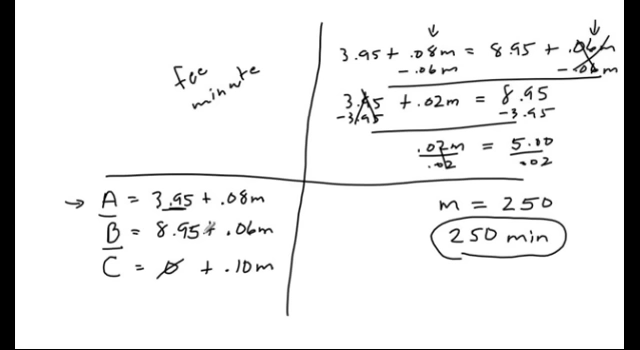 fee
minute
A = 3.95 + .08m
B = 8.95 + .06m
C = 0 + .10m
3.95 + .08m = 8.95 + .06m
- .06m - .06m
3.95 + .02m = 8.95
-3.95 -3.95
.02m = 5.00
.02 .02
m = 250
250 min